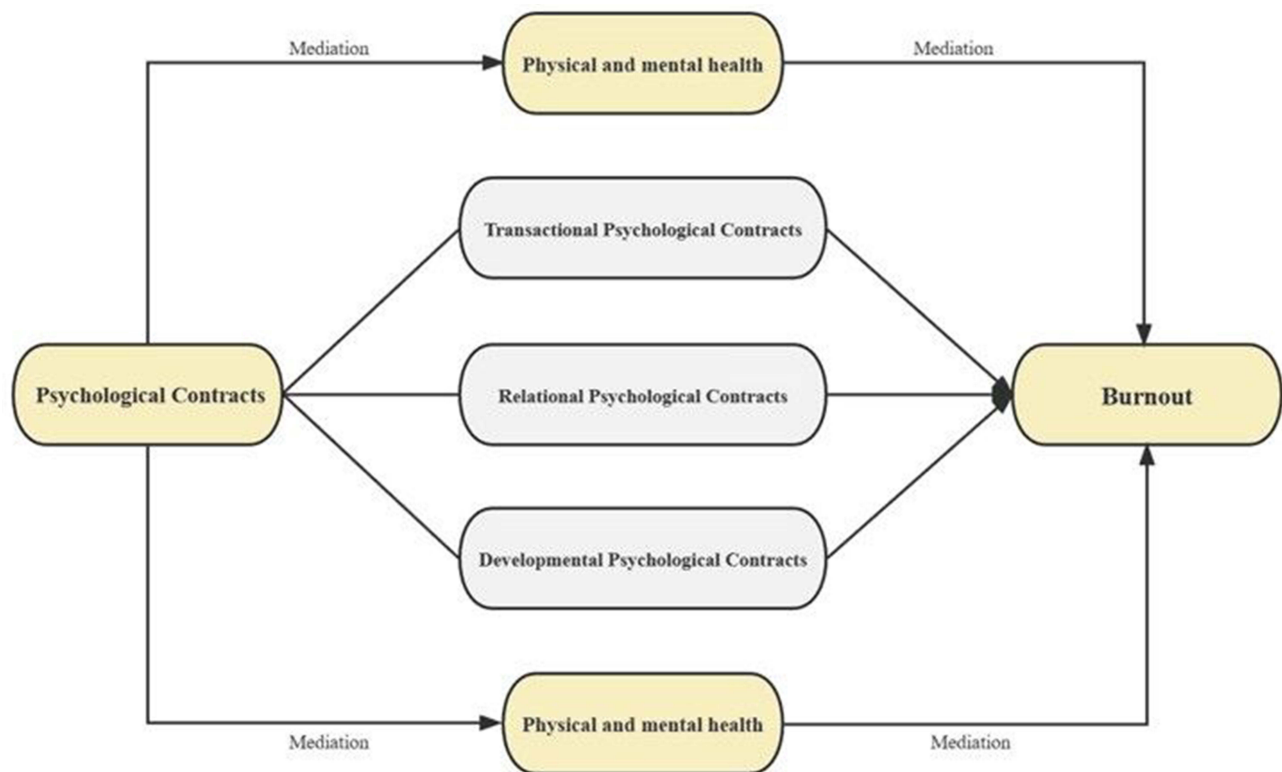 Mediation
Physical and mental health
Mediation
Transactional Psychological Contracts
Psychological Contracts
Relational Psychological Contracts
Burnout
Developmental Psychological Contracts
Mediation
Physical and mental health
Mediation